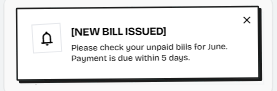 [NEW BILL ISSUED]
Please check your unpaid bills for June.
Payment is due within 5 days.